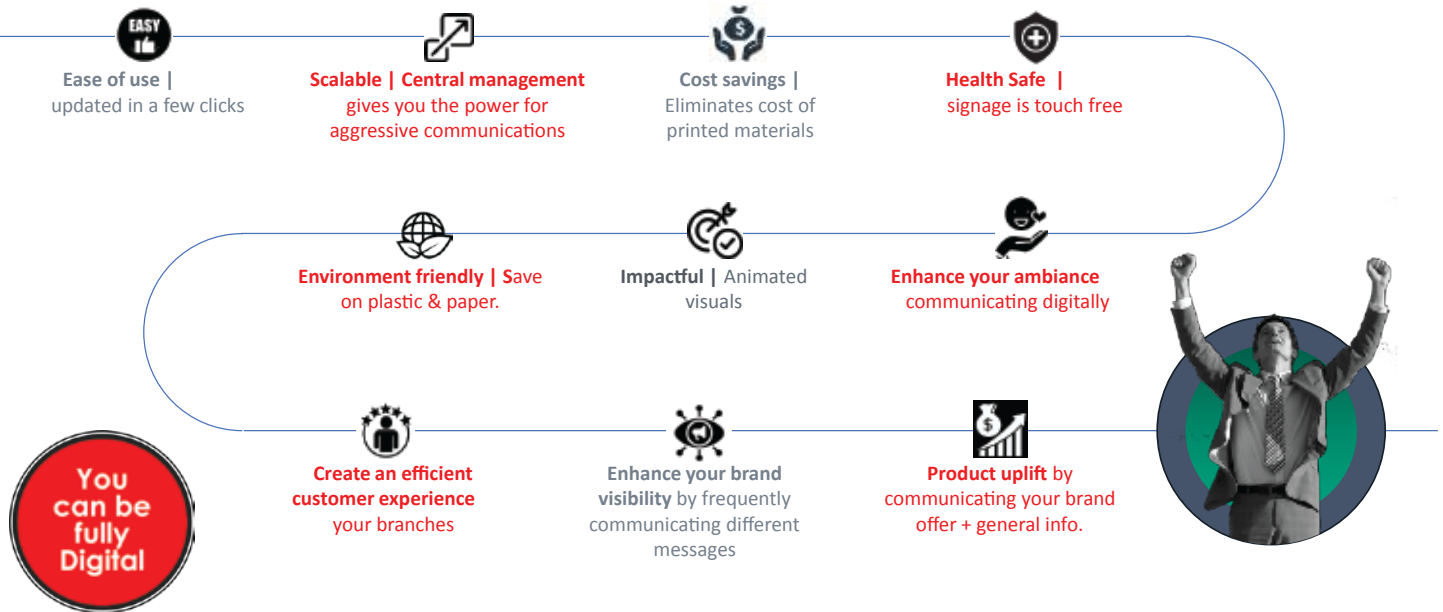 EASY
Ease of use |
updated in a few clicks
Scalable | Central management
gives you the power for
aggressive communications
Cost savings |
Eliminates cost of
printed materials
Health Safe |
signage is touch free
Environment friendly | Save
on plastic & paper.
Impactful | Animated
visuals
Enhance your ambiance
communicating digitally
You
can be
fully
Digital
Create an efficient
customer experience
your branches
Enhance your brand
visibility by frequently
communicating different
messages
Product uplift by
communicating your brand
offer + general info.